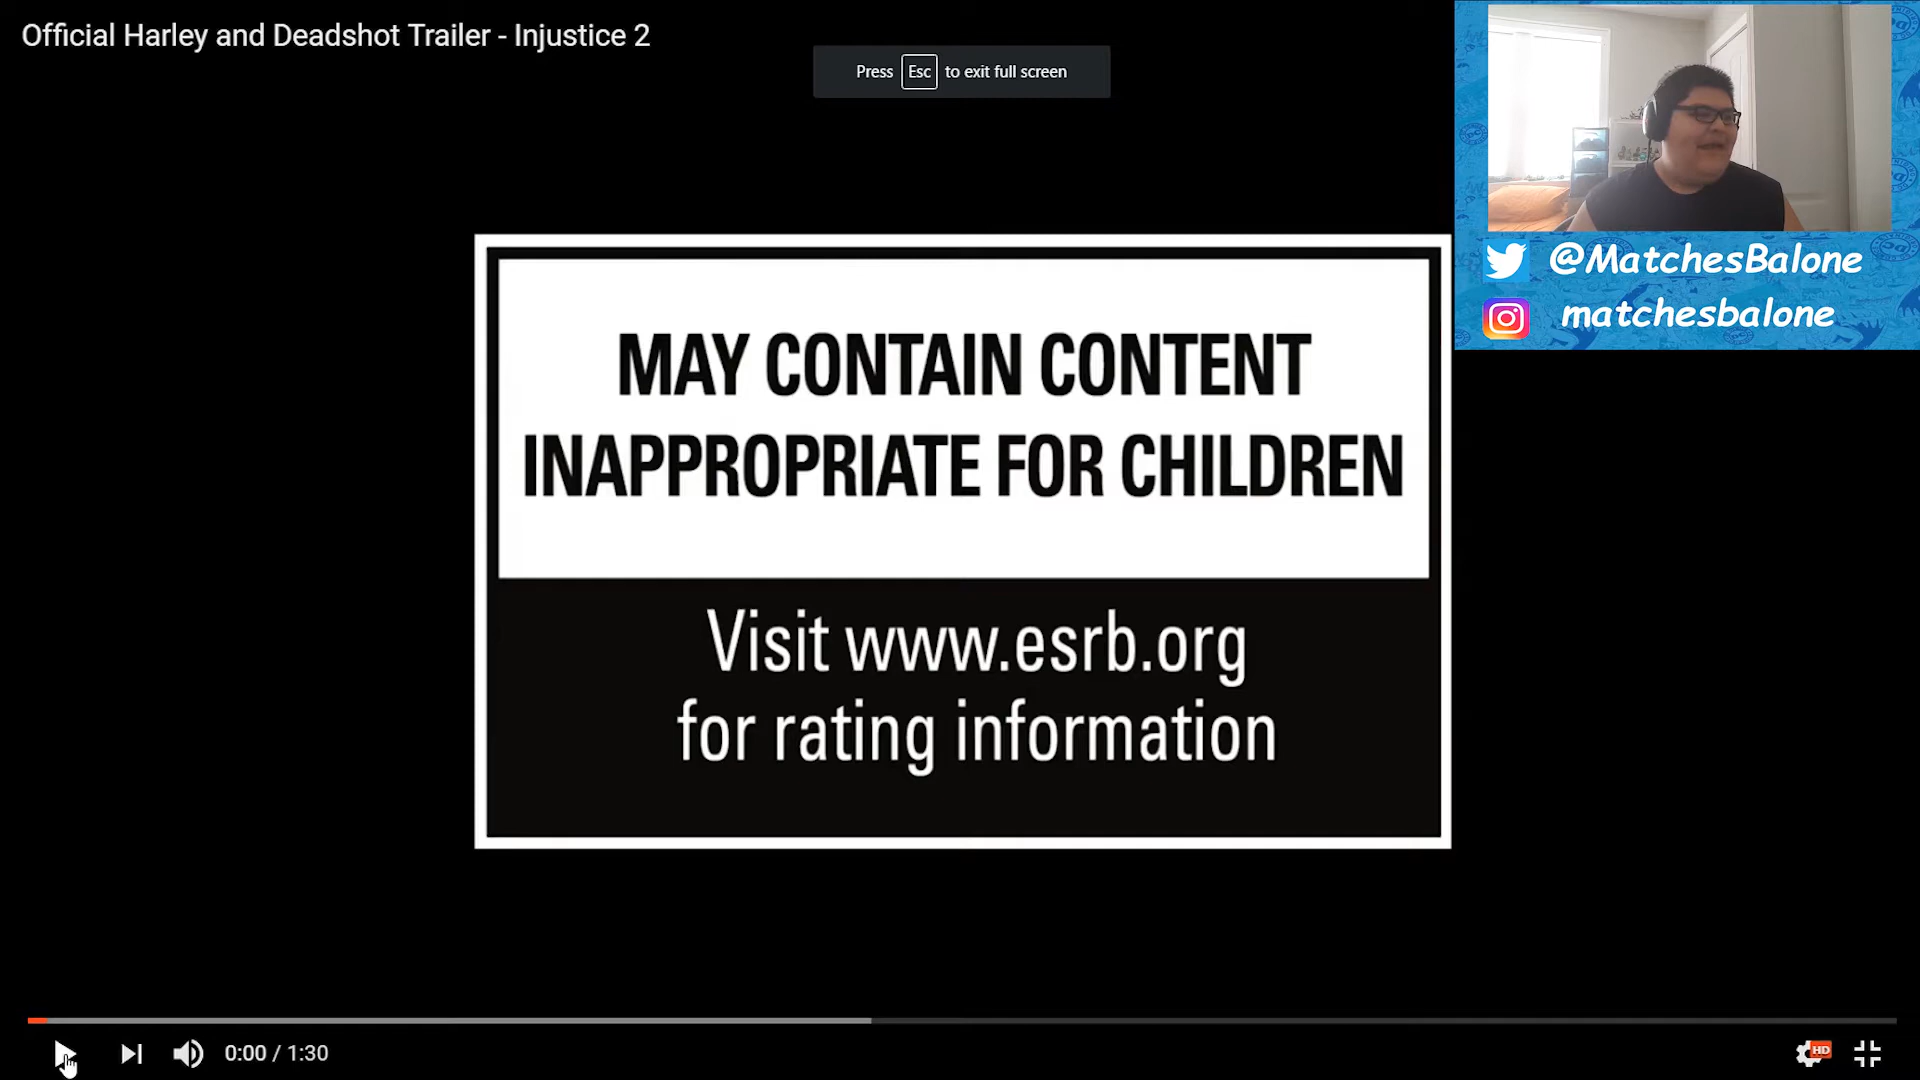 Official Harley and Deadshot Trailer - Injustice 2
Press Esc to exit full screen
@MatchesBalone
matchesbalone
MAY CONTAIN CONTENT
INAPPROPRIATE FOR CHILDREN
Visit www.esrb.org
for rating information
0:00 / 1:30
HD